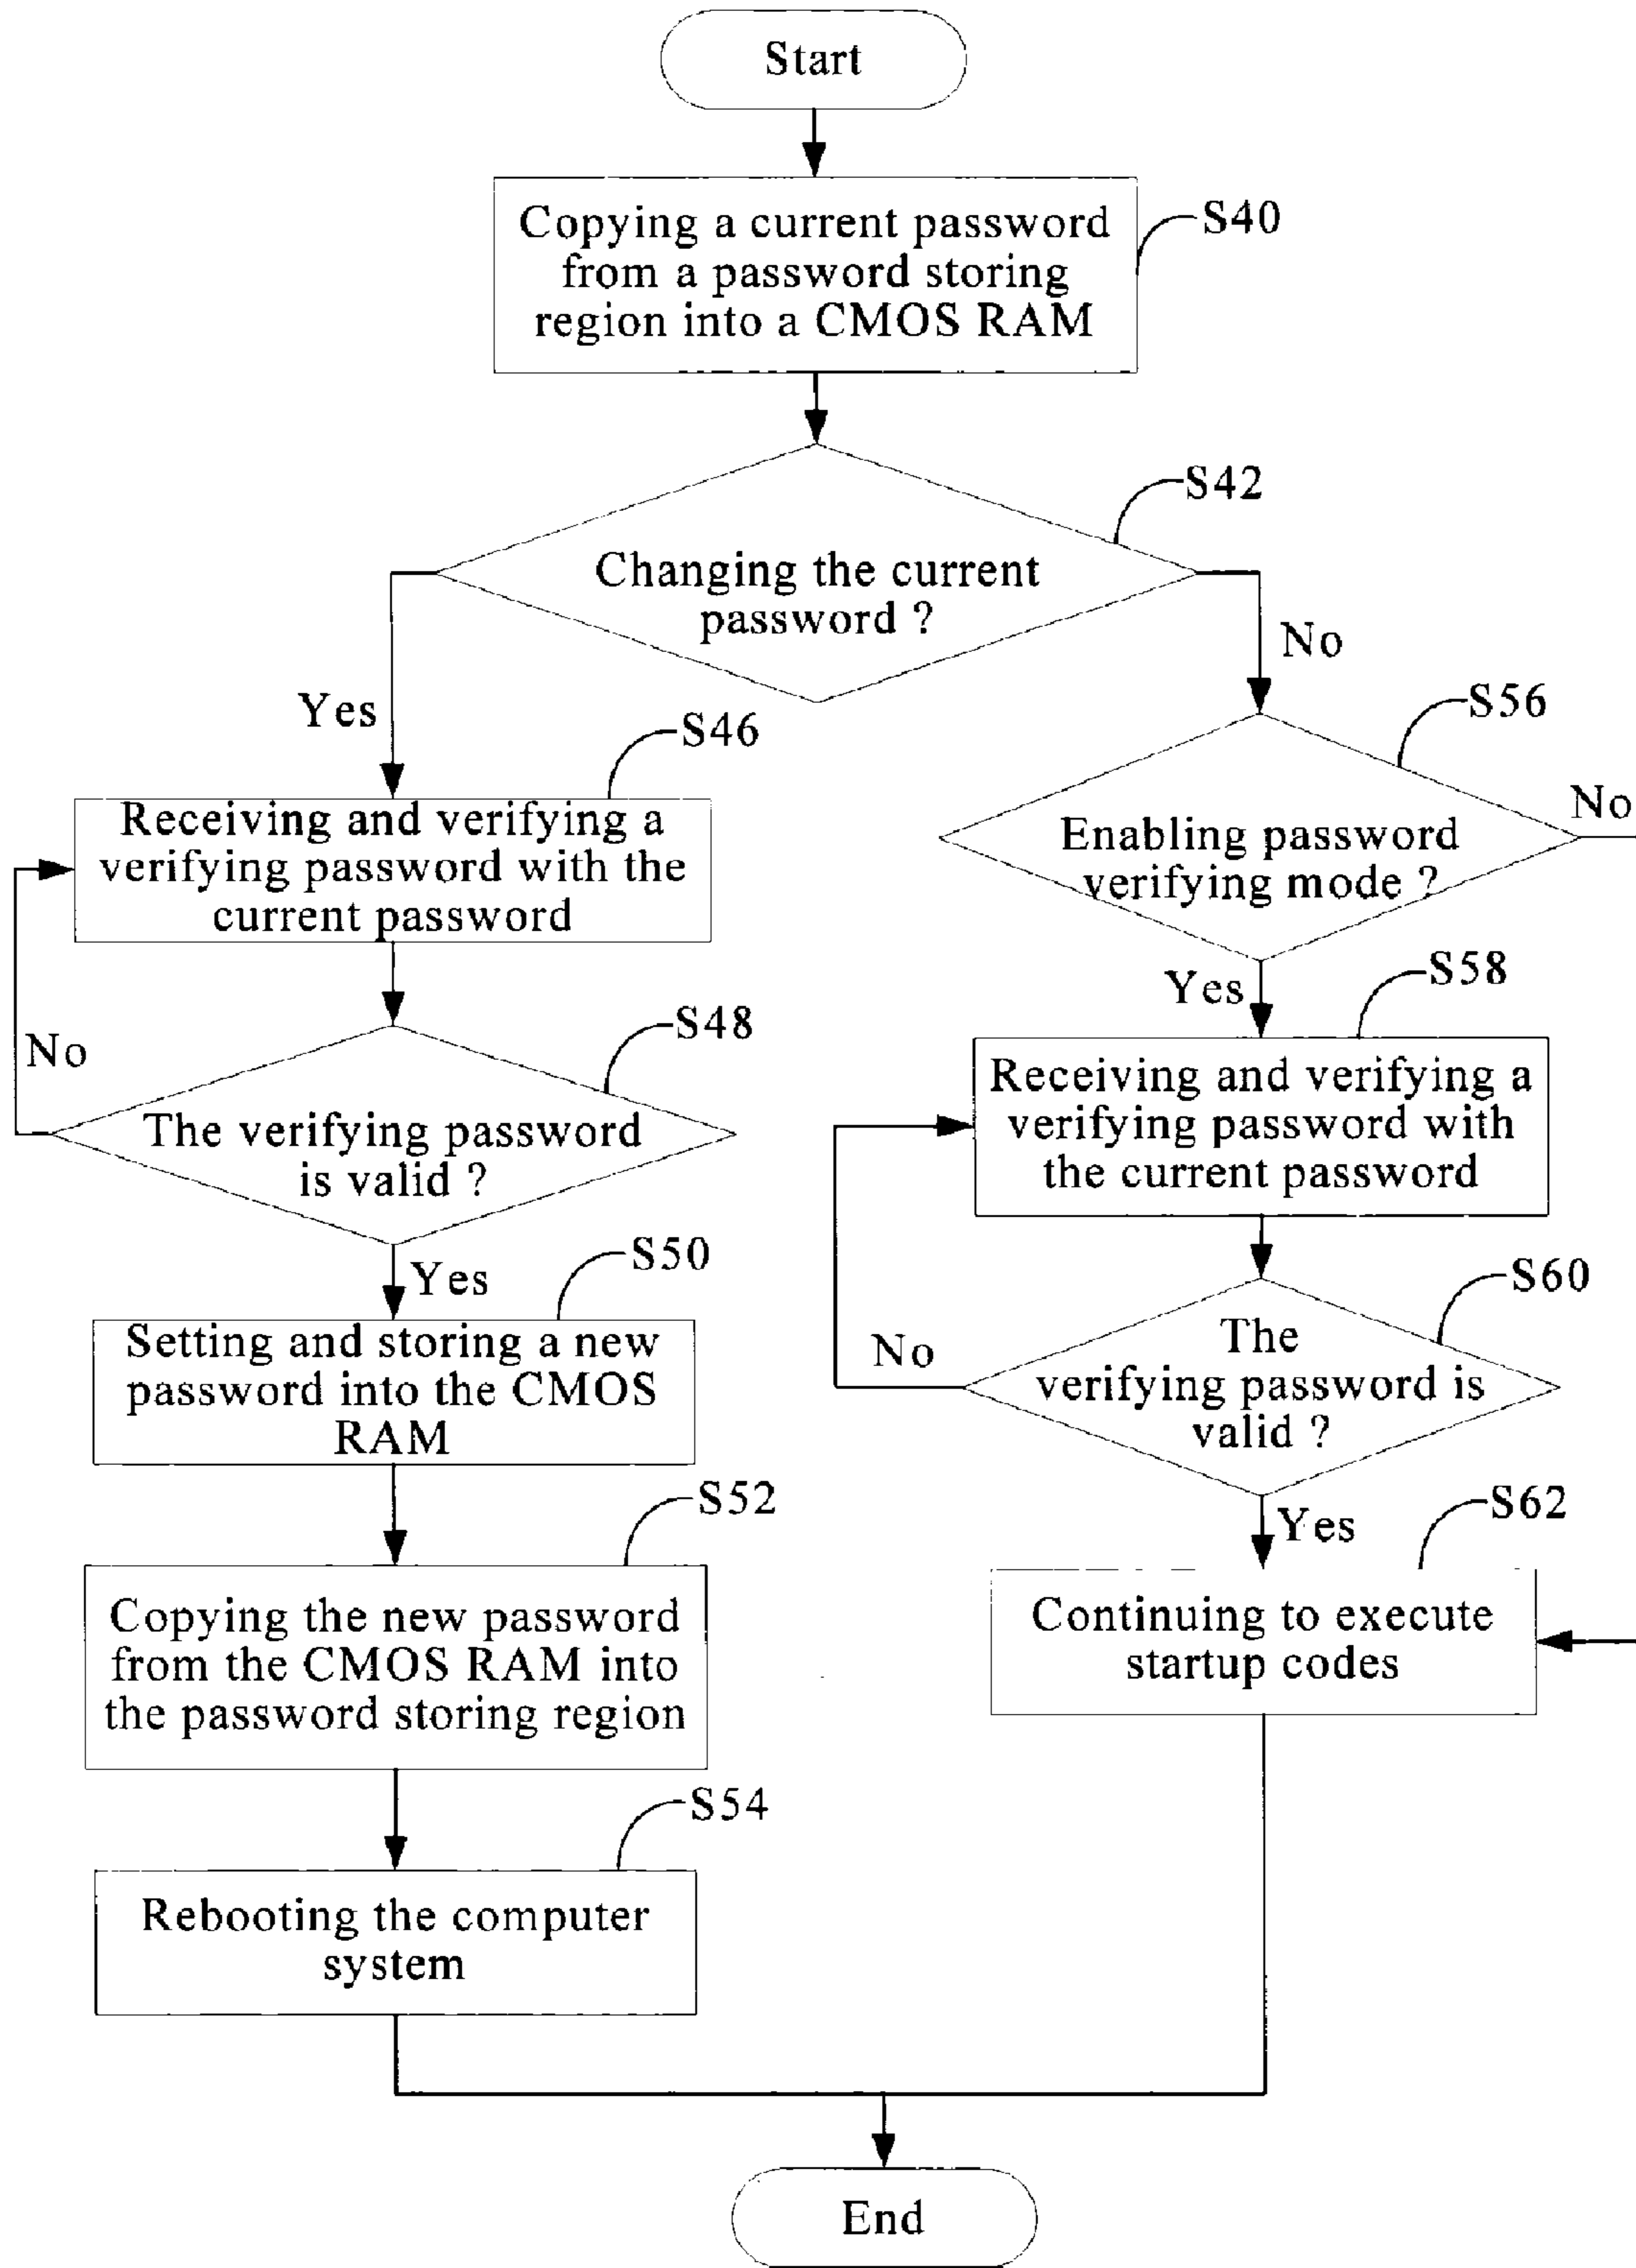 Start
Copying a current password
from a password storing
region into a CMOS RAM
S40
S42
Changing the current
password ?
Yes
No
S46
S56
Receiving and verifying a
verifying password with the
current password
Enabling password
verifying mode ?
No
Yes
S58
S48
No
The verifying password
is valid ?
Receiving and verifying a
verifying password with
the current password
Yes
S50
S60
Setting and storing a new
password into the CMOS
RAM
No
The
verifying password is
valid ?
Yes
S52
S62
Copying the new password
from the CMOS RAM into
the password storing region
Continuing to execute
startup codes
S54
Rebooting the computer
system
End